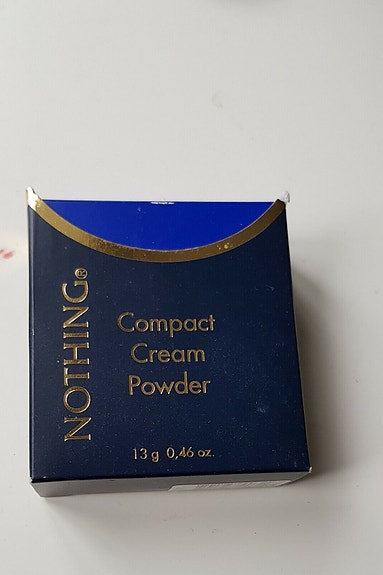 NOTHING®
Compact
Cream
Powder
13 g 0,46 oz.